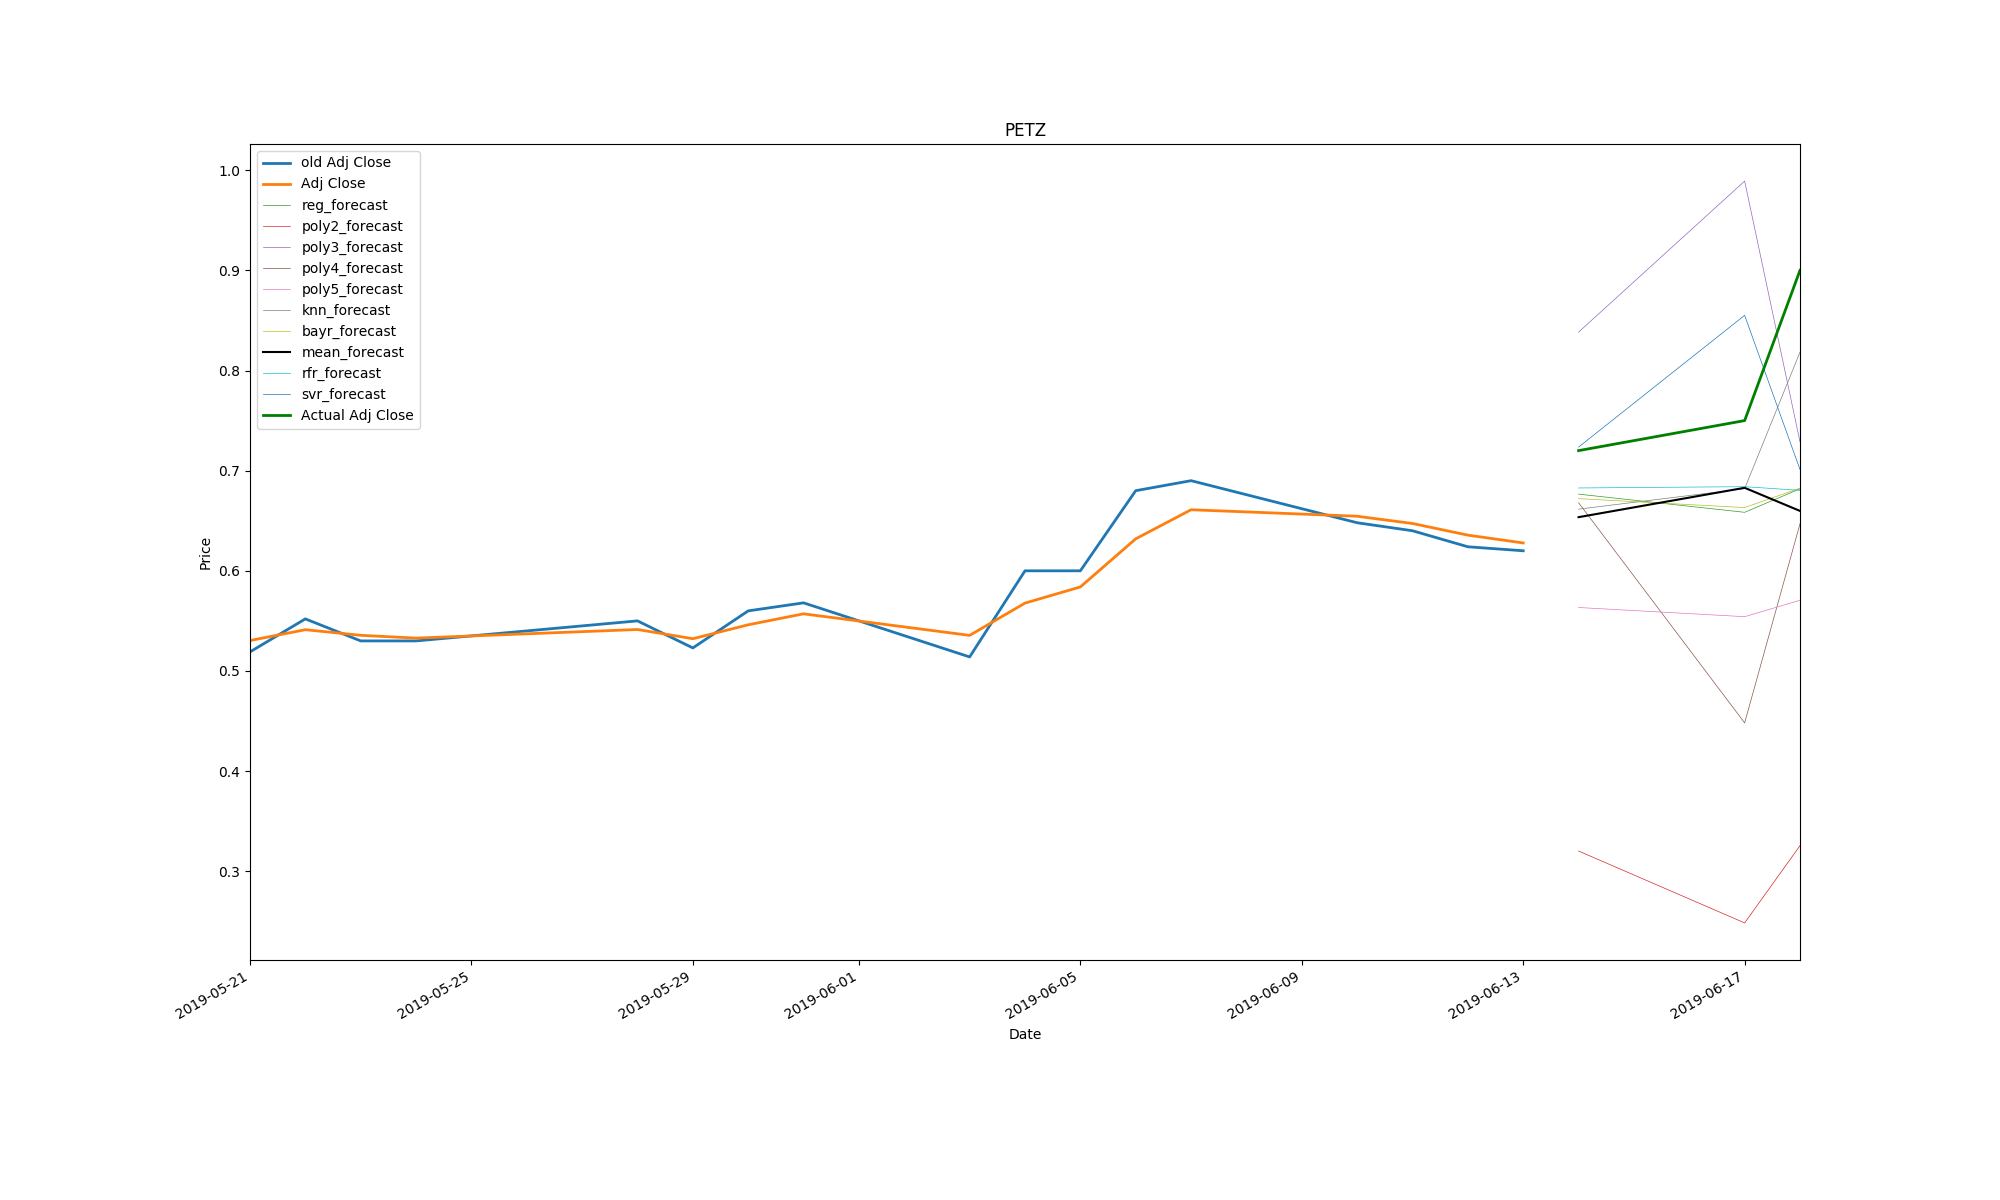 PETZ
old Adj Close
Adj Close
reg_forecast
poly2_forecast
poly3_forecast
poly4_forecast
poly5_forecast
knn_forecast
bayr_forecast
mean_forecast
rfr_forecast
svr_forecast
Actual Adj Close
1.0
0.9
0.8
0.7
0.6
0.5
0.4
0.3
Price
2019-05-21
2019-05-25
2019-05-29
2019-06-01
2019-06-05
2019-06-09
2019-06-13
2019-06-17
Date